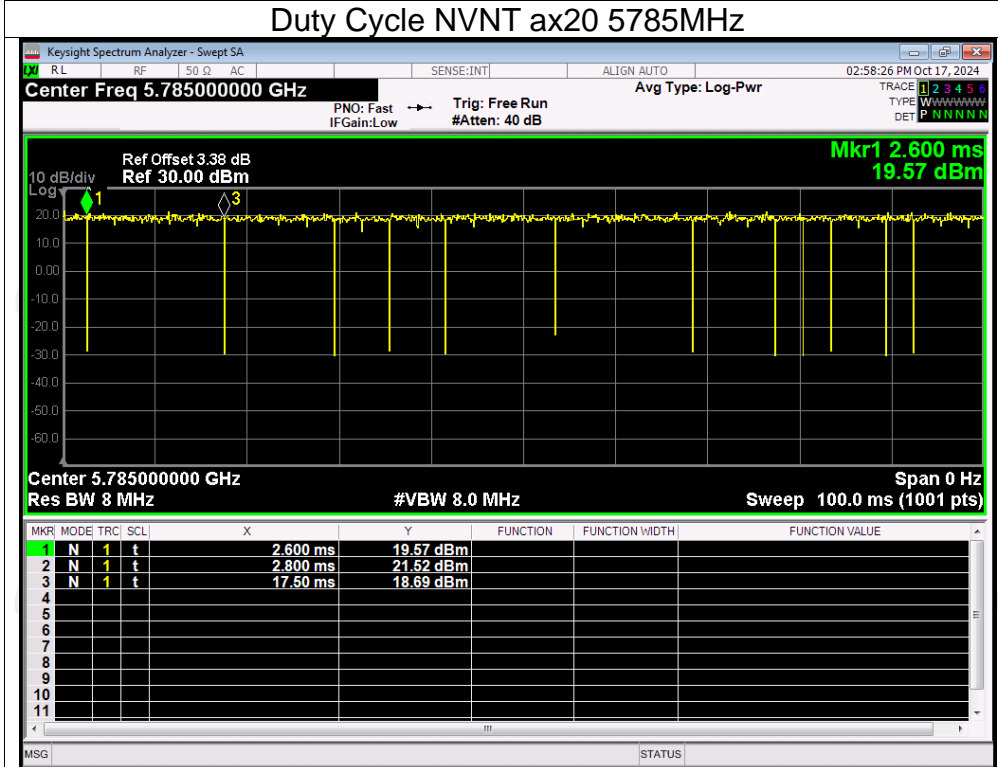 Duty Cycle NVNT ax20 5785MHz
Keysight Spectrum Analyzer - Swept SA
LXI RL RF 50 Ω AC SENSE:INT ALIGN AUTO 02:58:26 PM Oct 17, 2024
Center Freq 5.785000000 GHz Avg Type: Log-Pwr TRACE 1 2 3 4 5 6
PNO: Fast Trig: Free Run TYPE WWWWWW
IFGain:Low #Atten: 40 dB DET P N N N N N
Mkr1 2.600 ms
Ref Offset 3.38 dB
10 dB/div Ref 30.00 dBm 19.57 dBm
Log
1 3
20.0
10.0
0.00
-10.0
-20.0
-30.0
-40.0
-50.0
-60.0
Center 5.785000000 GHz Span 0 Hz
Res BW 8 MHz #VBW 8.0 MHz Sweep 100.0 ms (1001 pts)
MKR MODE TRC SCL X Y FUNCTION FUNCTION WIDTH FUNCTION VALUE
1 N 1 t 2.600 ms 19.57 dBm
2 N 1 t 2.800 ms 21.52 dBm
3 N 1 t 17.50 ms 18.69 dBm
4
5
6
7
8
9
10
11
MSG STATUS